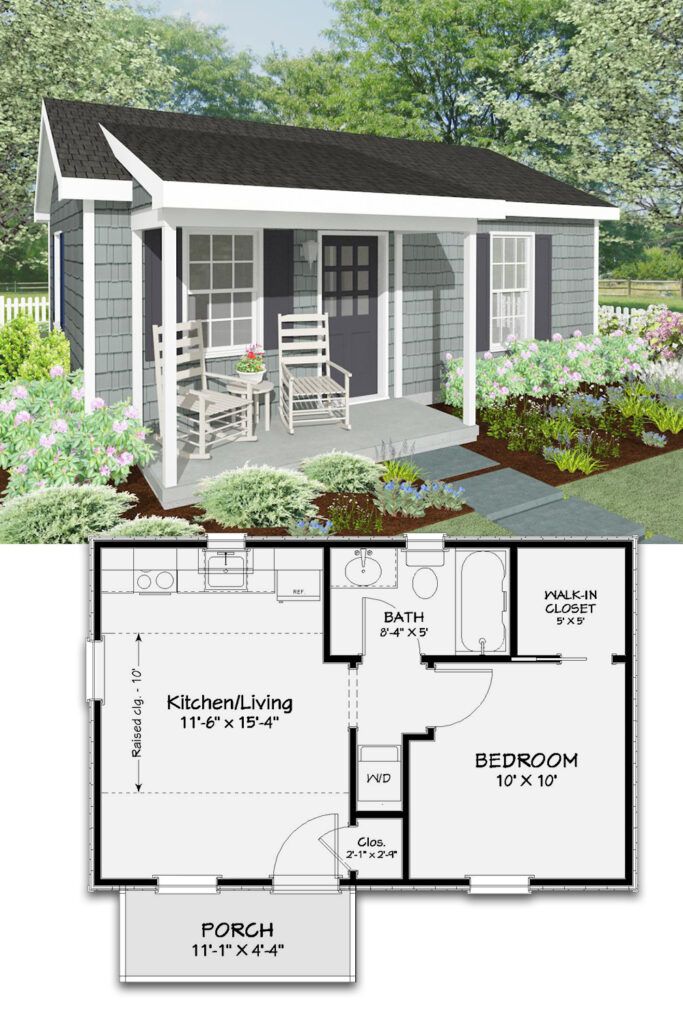 REF.
BATH
8'-4" X 5'
WALK-IN
CLOSET
5' X 5'
Raised clg. - 10'
Kitchen/Living
11'-6" X 15'-4"
W/D
BEDROOM
10' X 10'
Clos.
2'-1" X 2'-9"
PORCH
11'-1" X 4'-4"